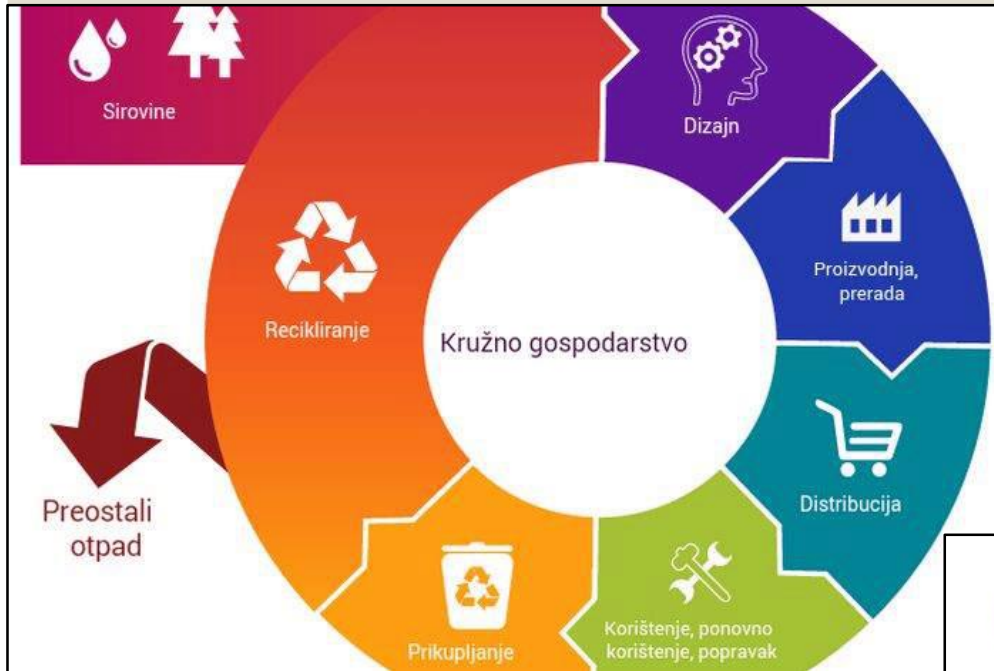 Sirovine
Dizajn
Proizvodnja,
prerada
Recikliranje
Kružno gospodarstvo
Distribucija
Preostali
otpad
Korištenje, ponovno
korištenje, popravak
Prikupljanje